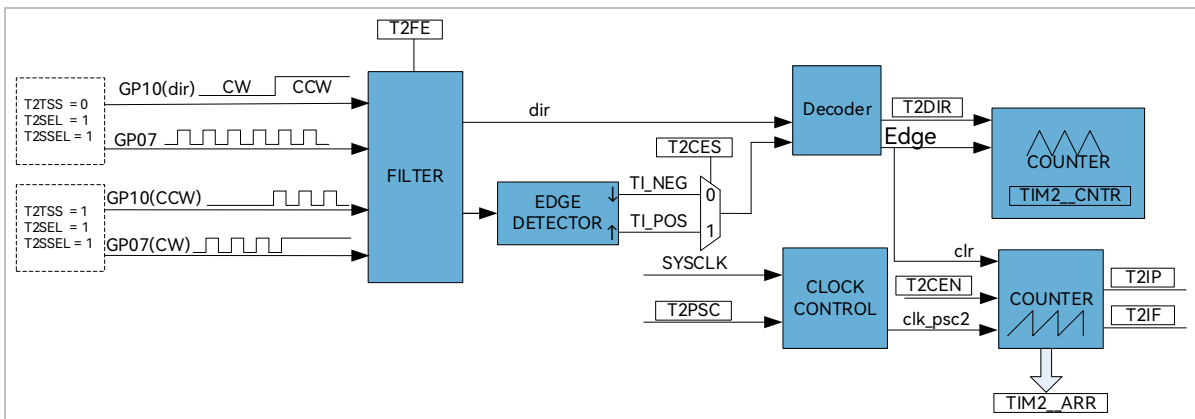 T2FE
GP10(dir)
CW
CCW
T2TSS = 0
T2SEL = 1
T2SSEL = 1
GP07
dir
Decoder
T2DIR
Edge
COUNTER
TIM2__CNTR
T2CES
FILTER
GP10(CCW)
T2TSS = 1
T2SEL = 1
T2SSEL = 1
GP07(CW)
EDGE
DETECTOR
↓
↑
TI_NEG
TI_POS
0
1
SYSCLK
T2PSC
CLOCK
CONTROL
clr
T2CEN
clk_psc2
COUNTER
T2IP
T2IF
TIM2__ARR